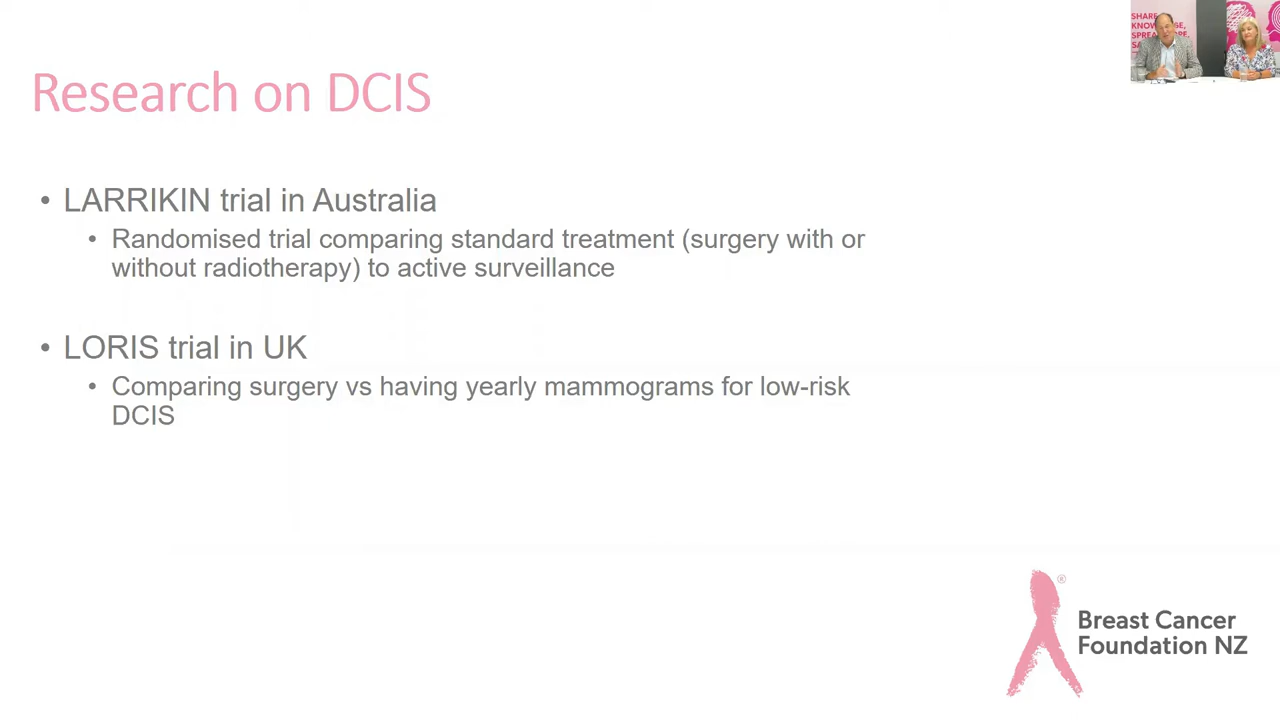 SHARE
KNOWLEDGE,
Research on DCIS
• LARRIKIN trial in Australia
• Randomised trial comparing standard treatment (surgery with or
without radiotherapy) to active surveillance
• LORIS trial in UK
• Comparing surgery vs having yearly mammograms for low-risk
DCIS
®
Breast Cancer
Foundation NZ